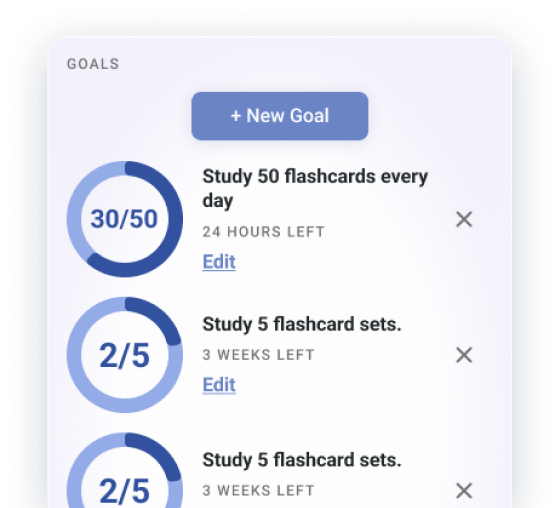 GOALS
+ New Goal
30/50
Study 50 flashcards every
day
24 HOURS LEFT
Edit
2/5
Study 5 flashcard sets.
3 WEEKS LEFT
Edit
2/5
Study 5 flashcard sets.
3 WEEKS LEFT